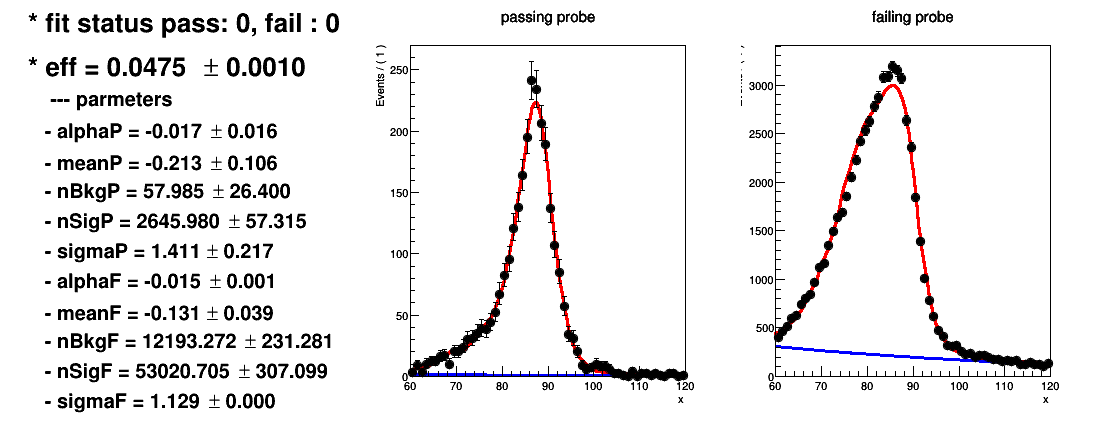 * fit status pass: 0, fail : 0
* eff = 0.0475 ± 0.0010
--- parmeters
- alphaP = -0.017 ± 0.016
- meanP = -0.213 ± 0.106
- nBkgP = 57.985 ± 26.400
- nSigP = 2645.980 ± 57.315
- sigmaP = 1.411 ± 0.217
- alphaF = -0.015 ± 0.001
- meanF = -0.131 ± 0.039
- nBkgF = 12193.272 ± 231.281
- nSigF = 53020.705 ± 307.099
- sigmaF = 1.129 ± 0.000
passing probe
Events / ( 1 )
250
200
150
100
50
0
60 70 80 90 100 110 120
x
failing probe
3000
2500
2000
1500
1000
500
0
60 70 80 90 100 110 120
x